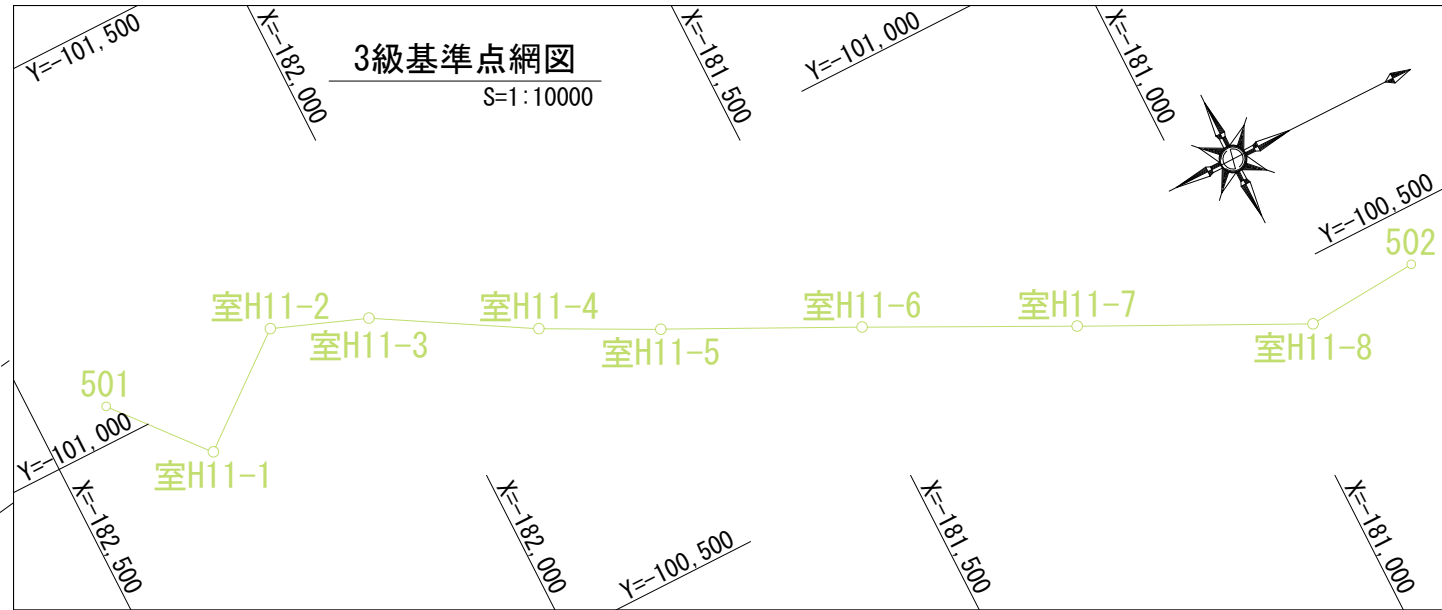 Y=-101,500
X=-182,000
3級基準点網図
S=1:10000
X=-181,500
Y=-101,000
X=-181,000
Y=-100,500
502
室H11-2
室H11-3
室H11-4
室H11-5
室H11-6
室H11-7
室H11-8
501
Y=-101,000
室H11-1
X=-182,500
X=-182,000
Y=-100,500
X=-181,500
X=-181,000